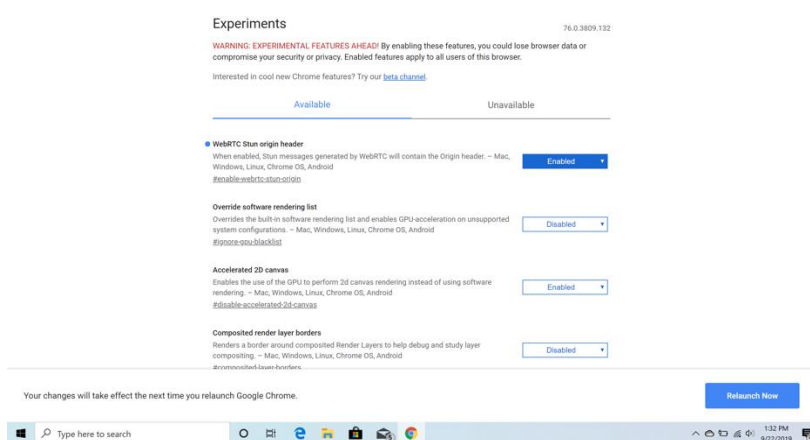 Experiments
76.0.3809.132
WARNING: EXPERIMENTAL FEATURES AHEAD! By enabling these features, you could lose browser data or
compromise your security or privacy. Enabled features apply to all users of this browser.
Interested in cool new Chrome features? Try our beta channel.
Available
Unavailable
WebRTC Stun origin header
When enabled, Stun messages generated by WebRTC will contain the Origin header. – Mac,
Windows, Linux, Chrome OS, Android
#enable-webrtc-stun-origin
Enabled
Override software rendering list
Overrides the built-in software rendering list and enables GPU-acceleration on unsupported
system configurations. – Mac, Windows, Linux, Chrome OS, Android
#ignore-gpu-blacklist
Disabled
Accelerated 2D canvas
Enables the use of the GPU to perform 2d canvas rendering instead of using software
rendering. – Mac, Windows, Linux, Chrome OS, Android
#disable-accelerated-2d-canvas
Enabled
Composited render layer borders
Renders a border around composited Render Layers to help debug and study layer
compositing. – Mac, Windows, Linux, Chrome OS, Android
#composited-layer-borders
Disabled
Your changes will take effect the next time you relaunch Google Chrome.
Relaunch Now
Type here to search
1:32 PM
9/22/2019